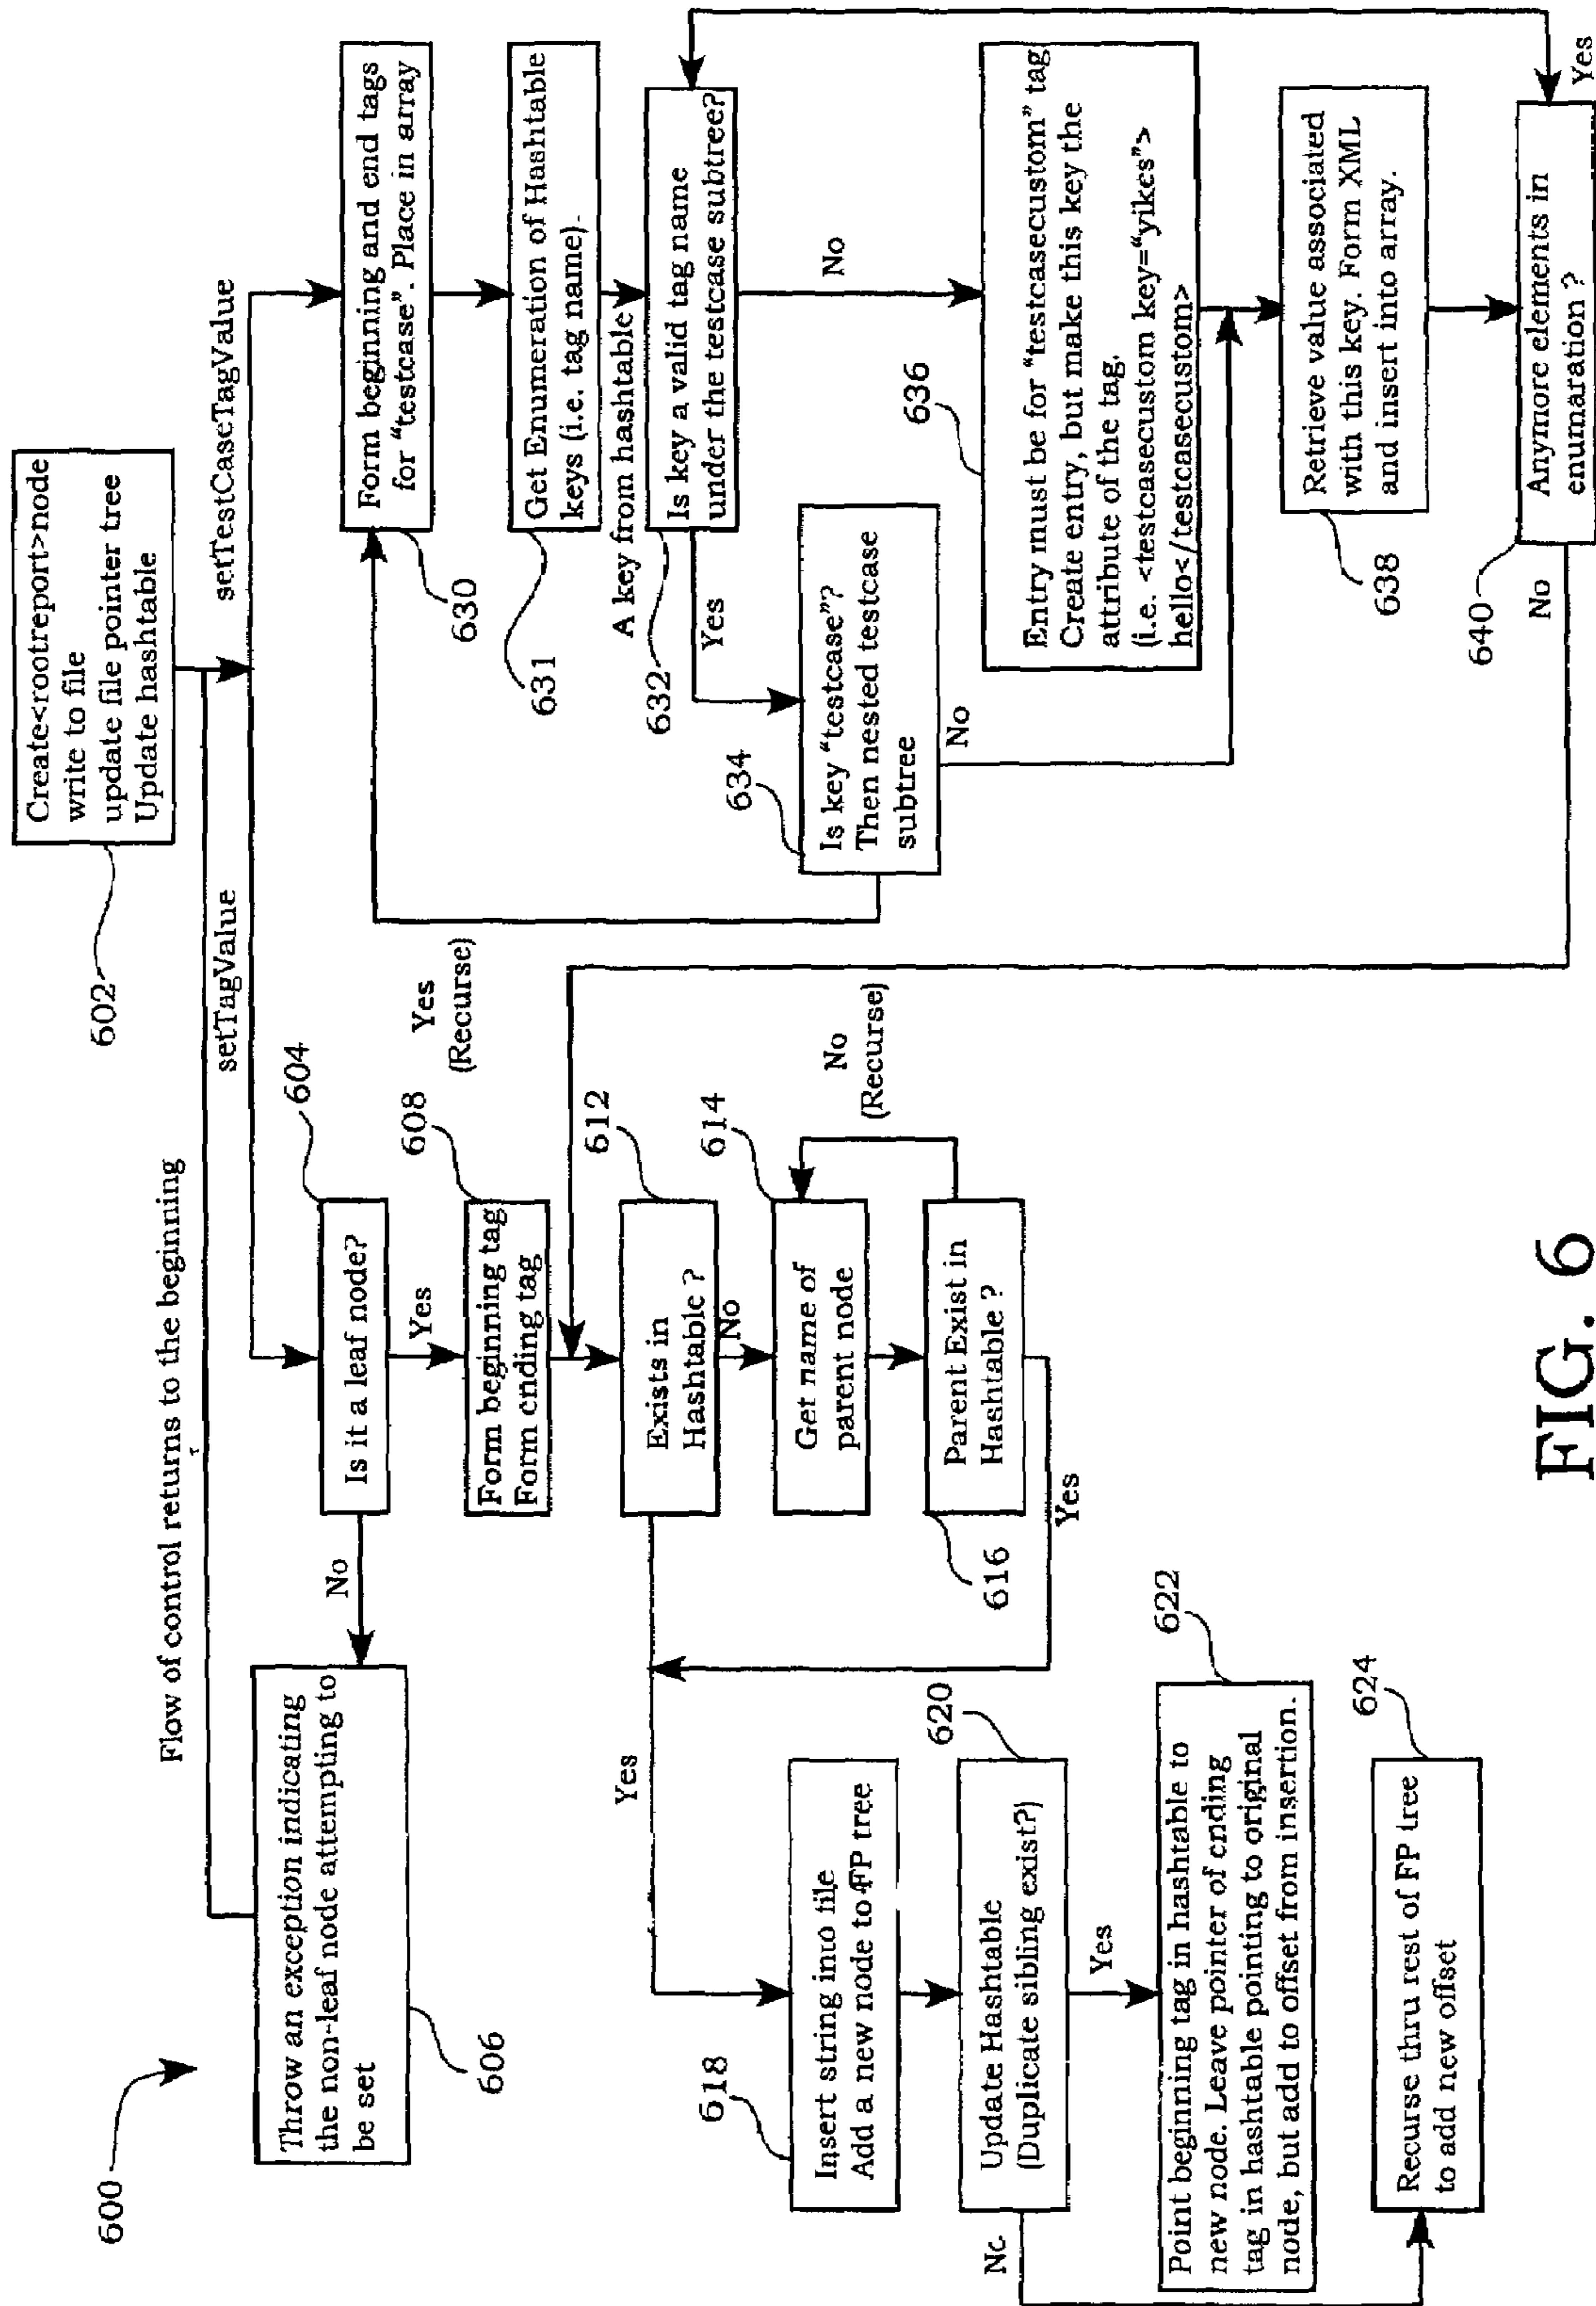 600
Flow of control returns to the beginning
Create<rootreport>node
write to file
update file pointer tree
Update hashtable
602
setTagValue
setTestCaseTagValue
Throw an exception indicating
the non-leaf node attempting to
be set
606
No
Is it a leaf node?
604
Yes
Form beginning tag
Form ending tag
608
Yes
(Recurse)
Exists in
Hashtable ?
612
No
Get name of
parent node
614
Parent Exist in
Hashtable ?
616
No
(Recurse)
Yes
Yes
Insert string into file
Add a new node to FP tree
618
Update Hashtable
(Duplicate sibling exist?)
620
Yes
No
Point beginning tag in hashtable to
new node. Leave pointer of ending
tag in hashtable pointing to original
node, but add to offset from insertion.
622
Recurse thru rest of FP tree
to add new offset
624
Form beginning and end tags
for "testcase". Place in array
630
Get Enumeration of Hashtable
keys (i.e. tag name).
631
A key from hashtable
Is key a valid tag name
under the testcase subtree?
632
Yes
No
Is key "testcase"?
Then nested testcase
subtree
634
No
Entry must be for "testcasecustom" tag
Create entry, but make this key the
attribute of the tag.
(i.e. <testcasecustom key="yikes">
hello</testcasecustom>
636
Retrieve value associated
with this key. Form XML
and insert into array.
638
Anymore elements in
enumaration ?
640
No
Yes
FIG. 6